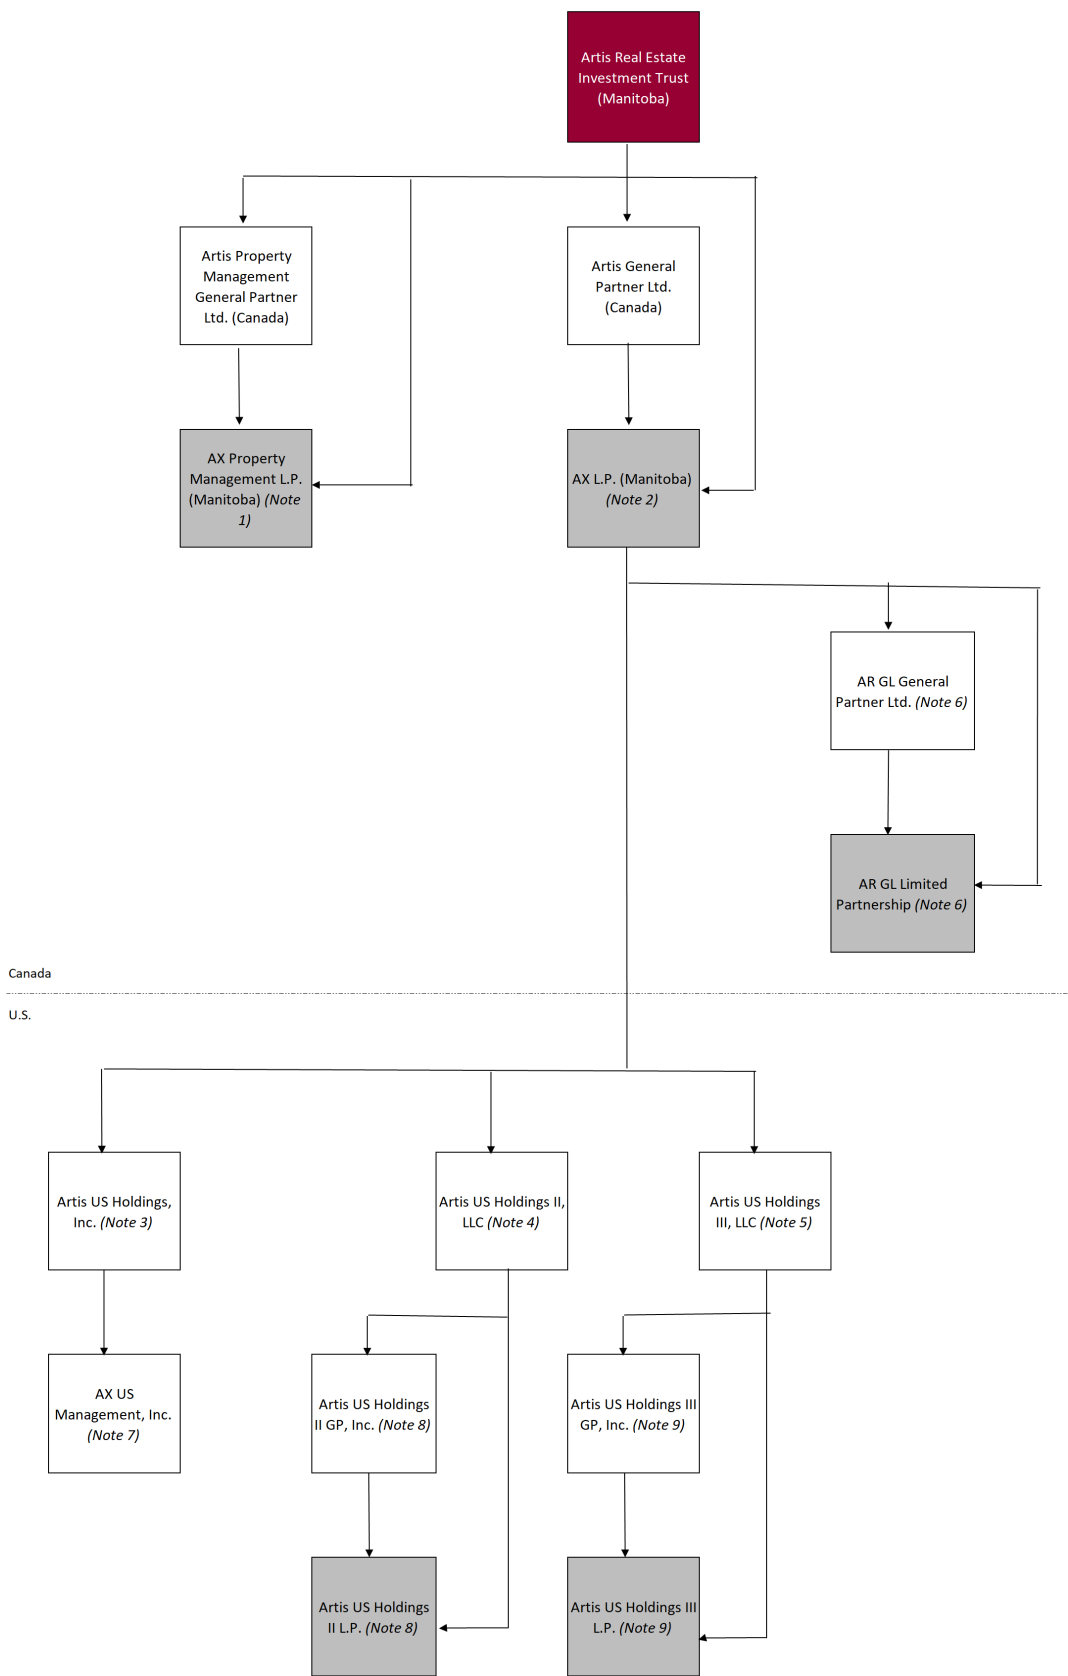 Artis Real Estate
Investment Trust
(Manitoba)
Artis Property
Management
General Partner
Ltd. (Canada)
Artis General
Partner Ltd.
(Canada)
AX Property
Management L.P.
(Manitoba) (Note
1)
AX L.P. (Manitoba)
(Note 2)
AR GL General
Partner Ltd. (Note 6)
AR GL Limited
Partnership (Note 6)
Canada
U.S.
Artis US Holdings,
Inc. (Note 3)
Artis US Holdings II,
LLC (Note 4)
Artis US Holdings
III, LLC (Note 5)
AX US
Management, Inc.
(Note 7)
Artis US Holdings
II GP, Inc. (Note 8)
Artis US Holdings III
GP, Inc. (Note 9)
Artis US Holdings
II L.P. (Note 8)
Artis US Holdings III
L.P. (Note 9)